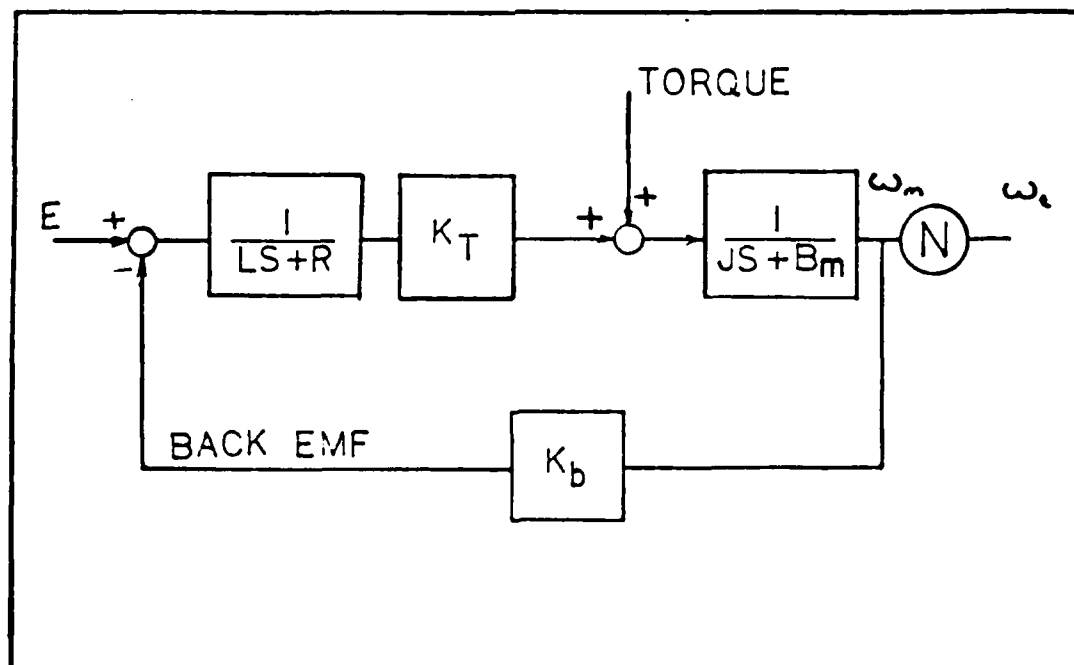 TORQUE
E
+
-
1
LS+R
K_T
+
+
1
JS+B_m
ω_m
N
ω_t
BACK EMF
K_b